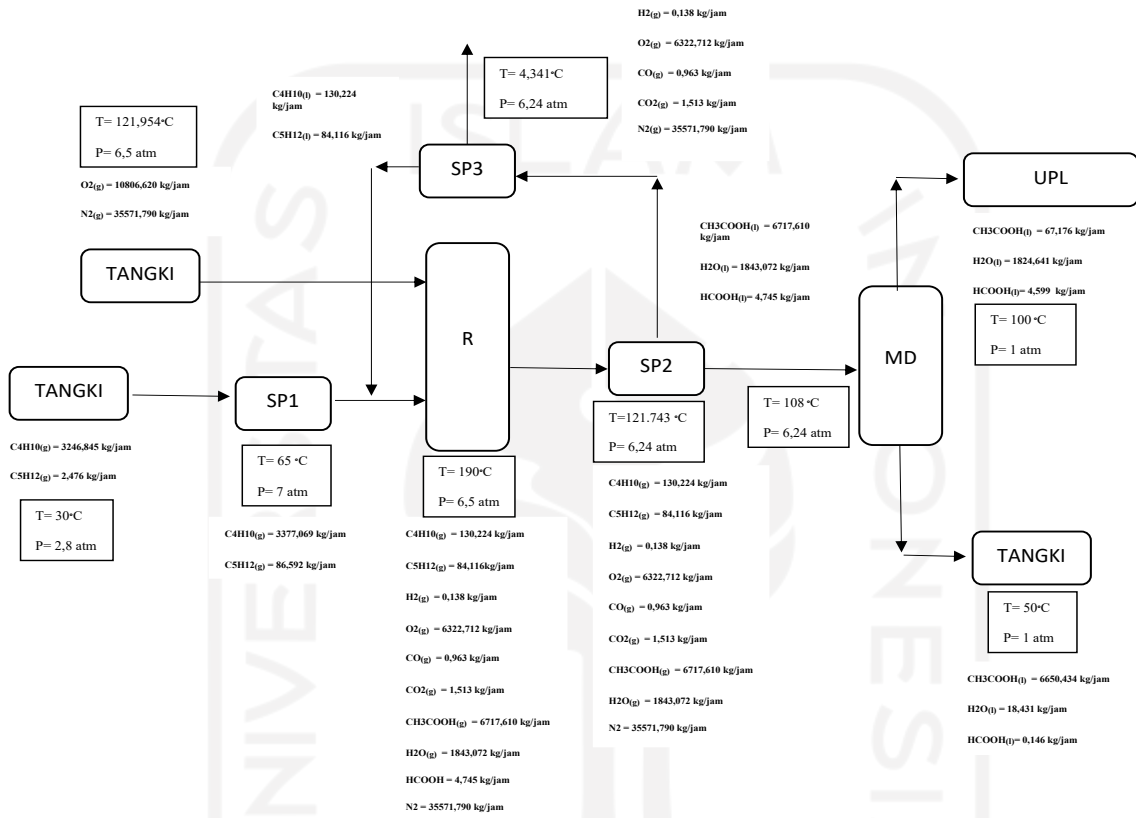 H2(g) = 0,138 kg/jam
O2(g) = 6322,712 kg/jam
CO(g) = 0,963 kg/jam
CO2(g) = 1,513 kg/jam
N2(g) = 35571,790 kg/jam
T= 4,341°C
P= 6,24 atm
C4H10(l) = 130,224
kg/jam
C5H12(l) = 84,116 kg/jam
T= 121,954°C
P= 6,5 atm
O2(g) = 10806,620 kg/jam
N2(g) = 35571,790 kg/jam
SP3
UPL
CH3COOH(l) = 67,176 kg/jam
H2O(l) = 1824,641 kg/jam
HCOOH(l)= 4,599 kg/jam
T= 100°C
P= 1 atm
CH3COOH(l) = 6717,610
kg/jam
H2O(l) = 1843,072 kg/jam
HCOOH(l)= 4,745 kg/jam
TANGKI
R
MD
SP2
TANGKI
SP1
T=121.743 °C
P= 6,24 atm
T= 108°C
P= 6,24 atm
C4H10(g) = 3246,845 kg/jam
C5H12(g) = 2,476 kg/jam
T= 30°C
P= 2,8 atm
T= 65 °C
P= 7 atm
C4H10(g) = 3377,069 kg/jam
C5H12(g) = 86,592 kg/jam
T= 190°C
P= 6,5 atm
C4H10(g) = 130,224 kg/jam
C5H12(g) = 84,116kg/jam
H2(g) = 0,138 kg/jam
O2(g) = 6322,712 kg/jam
CO(g) = 0,963 kg/jam
CO2(g) = 1,513 kg/jam
CH3COOH(g) = 6717,610 kg/jam
H2O(g) = 1843,072 kg/jam
HCOOH = 4,745 kg/jam
N2 = 35571,790 kg/jam
C4H10(g) = 130,224 kg/jam
C5H12(g) = 84,116 kg/jam
H2(g) = 0,138 kg/jam
O2(g) = 6322,712 kg/jam
CO(g) = 0,963 kg/jam
CO2(g) = 1,513 kg/jam
CH3COOH(g) = 6717,610 kg/jam
H2O(g) = 1843,072 kg/jam
N2 = 35571,790 kg/jam
TANGKI
T= 50°C
P= 1 atm
CH3COOH(l) = 6650,434 kg/jam
H2O(l) = 18,431 kg/jam
HCOOH(l)= 0,146 kg/jam